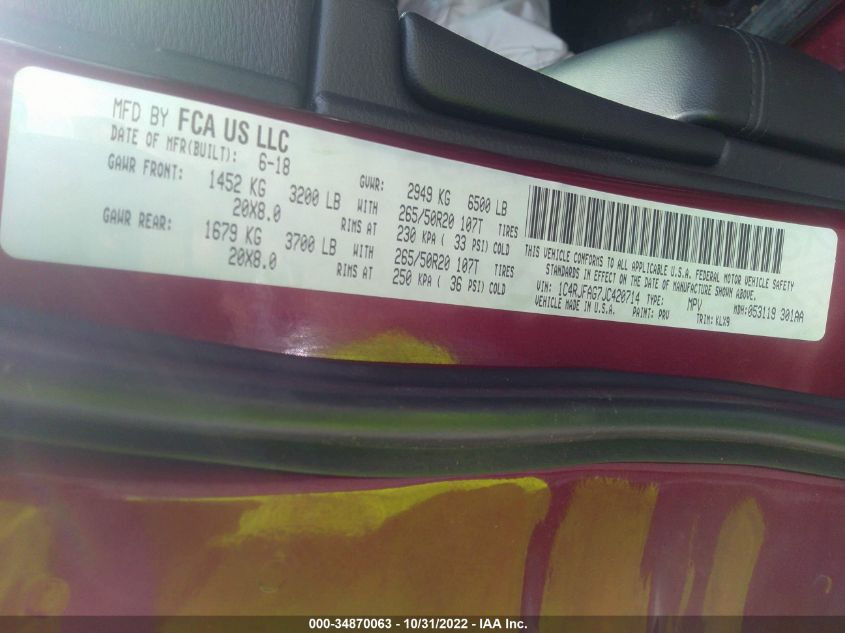 MFD BY FCA US LLC
DATE OF MFR(BUILT): 6-18
GVWR: 2949 KG 6500 LB
GAWR FRONT: 1452 KG 3200 LB WITH 265/50R20 107T TIRES
20X8.0 RIMS AT 230 KPA ( 33 PSI) COLD
GAWR REAR: 1679 KG 3700 LB WITH 265/50R20 107T TIRES
20X8.0 RIMS AT 250 KPA ( 36 PSI) COLD
THIS VEHICLE CONFORMS TO ALL APPLICABLE U.S.A. FEDERAL MOTOR VEHICLE SAFETY
STANDARDS IN EFFECT ON THE DATE OF MANUFACTURE SHOWN ABOVE.
VIN: 1C4RJFAG7JC420714 TYPE: MPV MDH:053119 301AA
VEHICLE MADE IN U.S.A. PAINT: PRV TRIM: KLX9
000-34870063 - 10/31/2022 - IAA Inc.